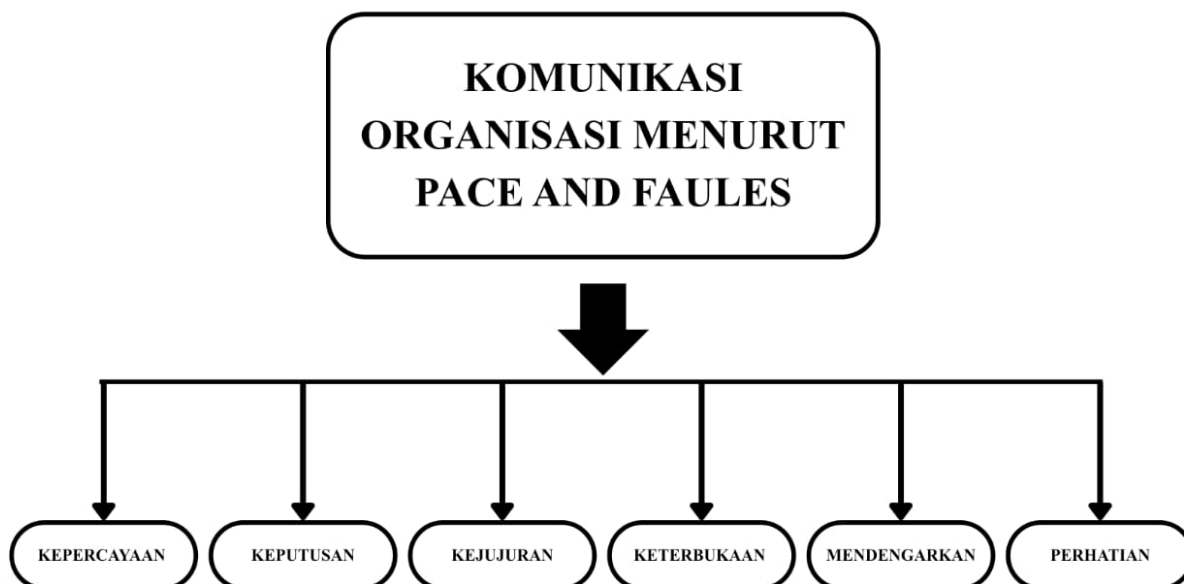 KOMUNIKASI
ORGANISASI MENURUT
PACE AND FAULES
KEPERCAYAAN
KEPUTUSAN
KEJUJURAN
KETERBUKAAN
MENDENGARKAN
PERHATIAN